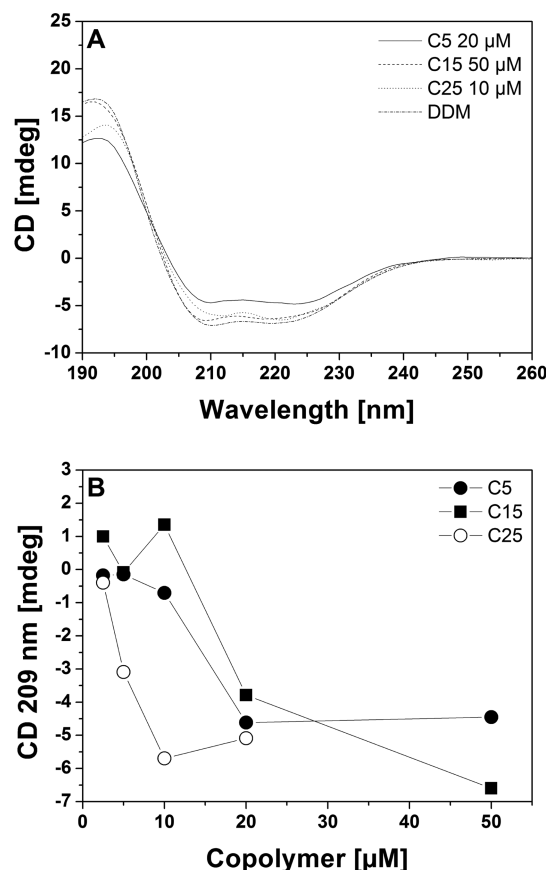 A
C5 20 µM
C15 50 µM
C25 10 µM
DDM
25
20
15
10
5
0
-5
-10
CD [mdeg]
190 200 210 220 230 240 250 260
Wavelength [nm]
B
C5
C15
C25
3
2
1
0
-1
-2
-3
-4
-5
-6
-7
CD 209 nm [mdeg]
0 10 20 30 40 50
Copolymer [µM]